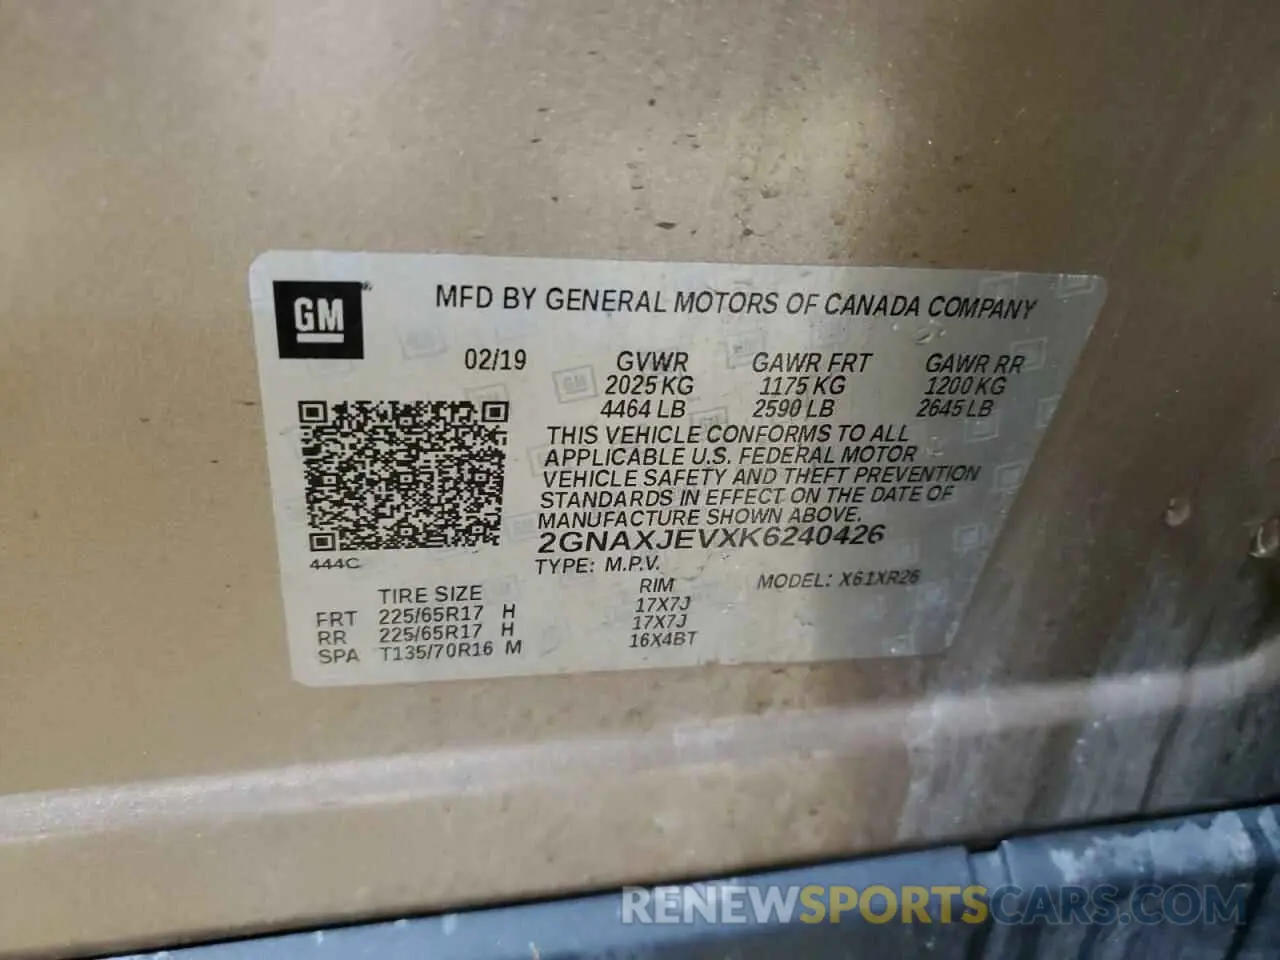 GM®
MFD BY GENERAL MOTORS OF CANADA COMPANY
02/19 GVWR GAWR FRT GAWR RR
2025 KG 1175 KG 1200 KG
4464 LB 2590 LB 2645 LB
THIS VEHICLE CONFORMS TO ALL
APPLICABLE U.S. FEDERAL MOTOR
VEHICLE SAFETY AND THEFT PREVENTION
STANDARDS IN EFFECT ON THE DATE OF
MANUFACTURE SHOWN ABOVE.
2GNAXJEVXK6240426
444C
TYPE: M.P.V. MODEL: X61XR26
TIRE SIZE RIM
FRT 225/65R17 H 17X7J
RR 225/65R17 H 17X7J
SPA T135/70R16 M 16X4BT
RENEWSPORTSCARS.COM